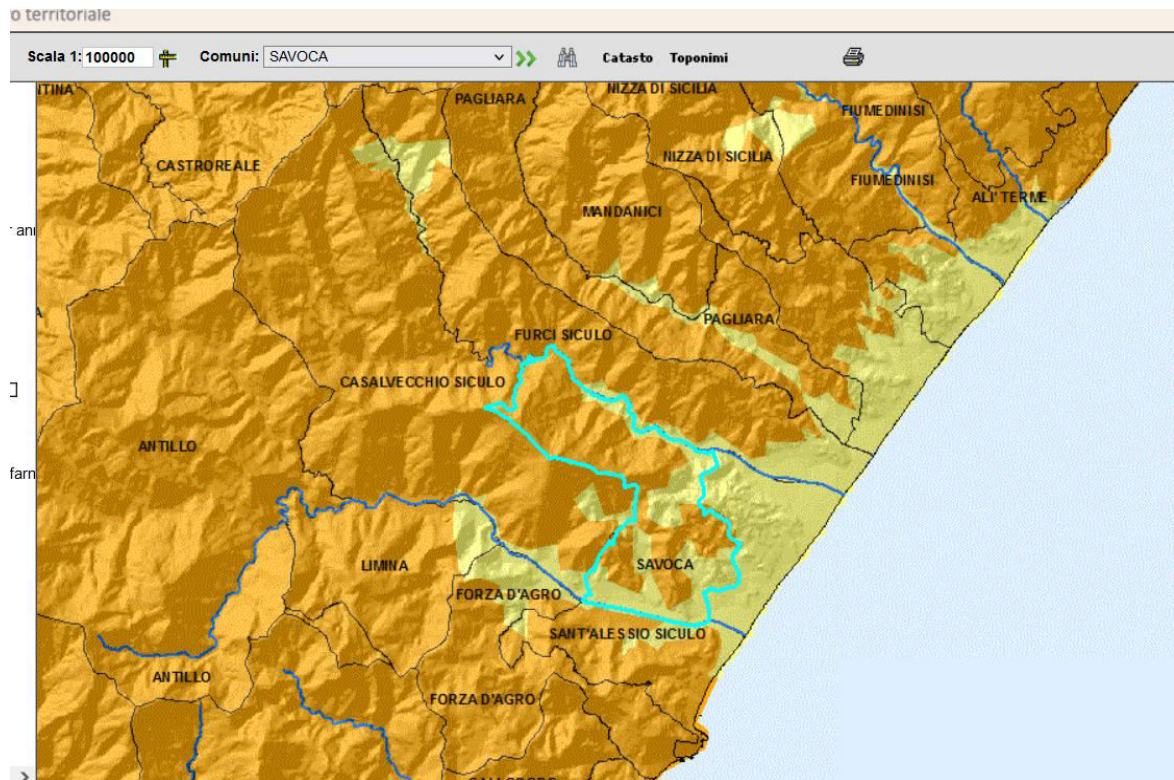 o territoriale
Scala 1: 100000 Comuni: SAVOCA Catasto Toponimi
NIZZA DI SICILIA
PAGLIARA
FIUMEDINISI
CASTROREALE
NIZZA DI SICILIA
FIUMEDINISI
ALI' TERME
MANDANICI
PAGLIARA
FURCI SICULO
CASALVECCHIO SICULO
ANTILLO
LIMINA
SAVOCA
FORZA D'AGRO
SANT'ALESSIO SICULO
ANTILLO
FORZA D'AGRO